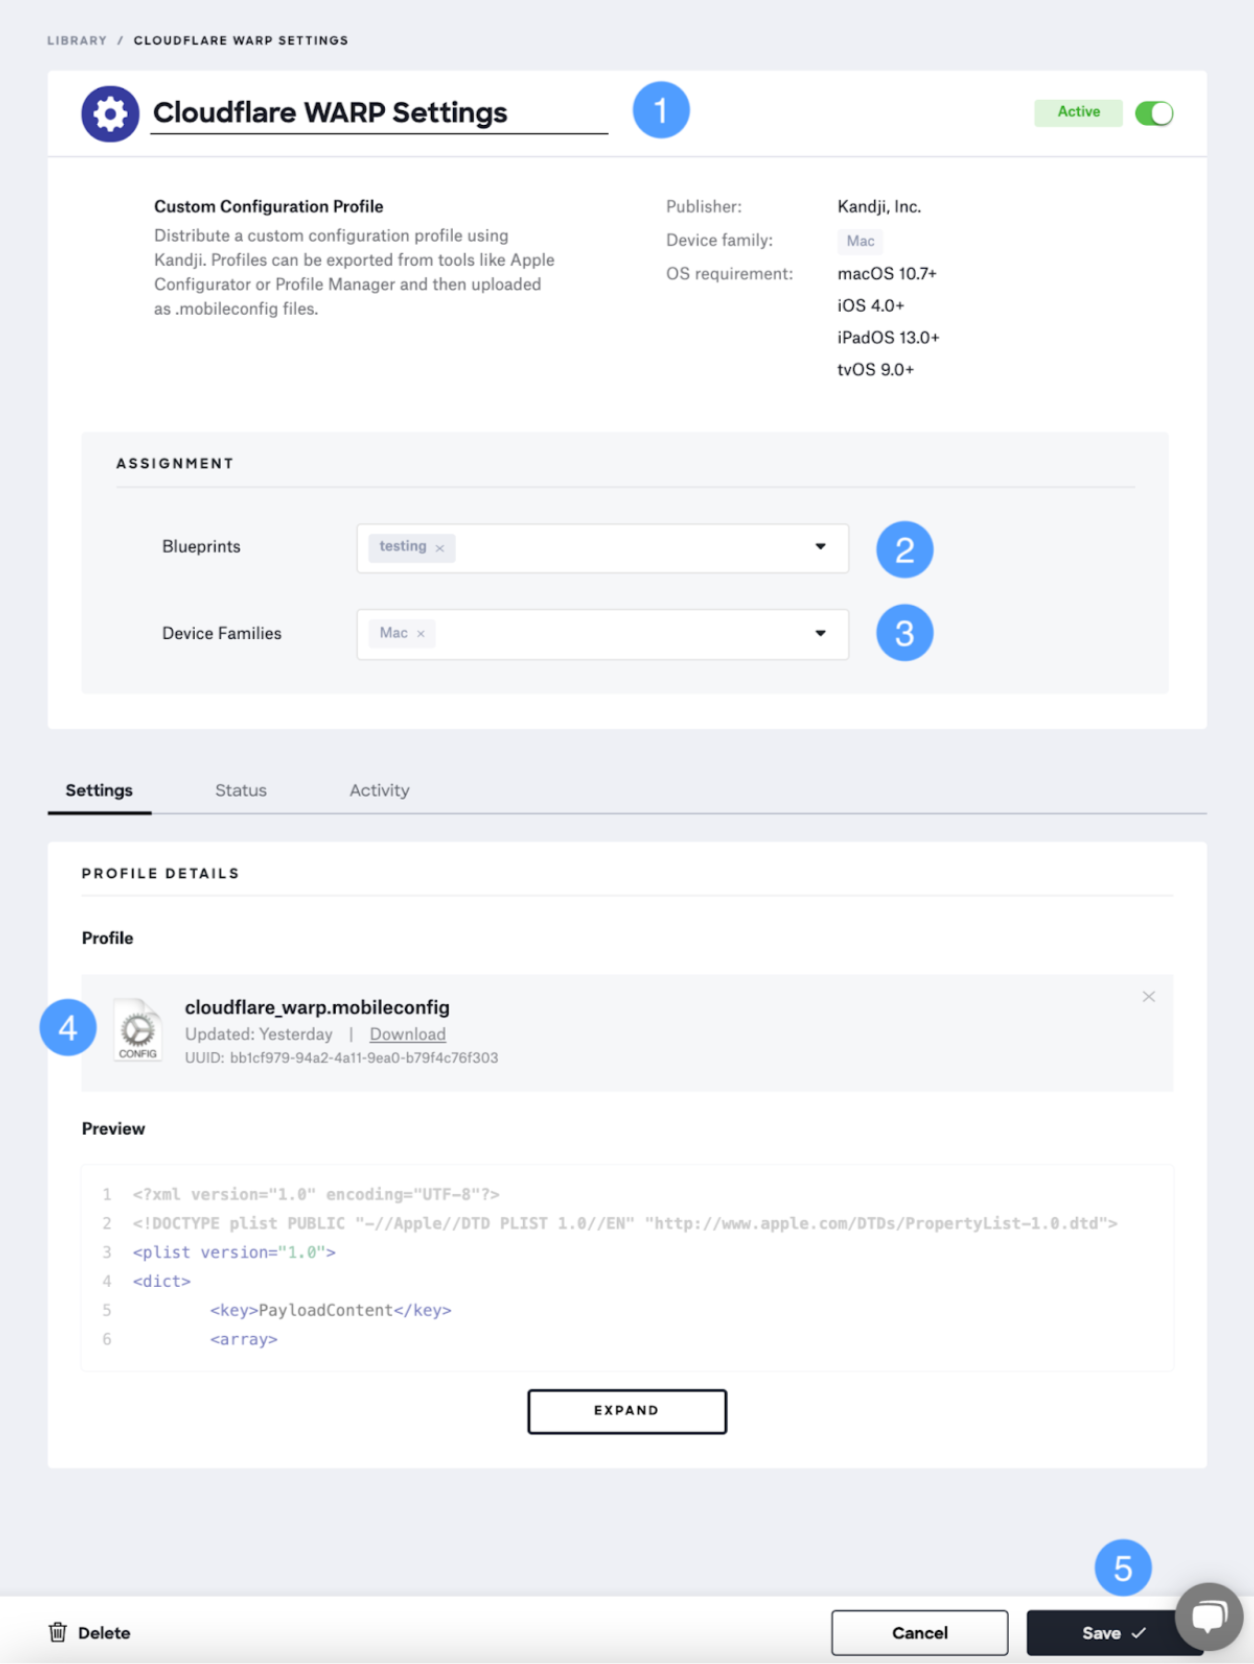 LIBRARY / CLOUDFLARE WARP SETTINGS
Cloudflare WARP Settings
1
Active
Custom Configuration Profile
Distribute a custom configuration profile using
Kandji. Profiles can be exported from tools like Apple
Configurator or Profile Manager and then uploaded
as .mobileconfig files.
Publisher: Kandji, Inc.
Device family: Mac
OS requirement: macOS 10.7+
iOS 4.0+
iPadOS 13.0+
tvOS 9.0+
ASSIGNMENT
Blueprints testing × 2
Device Families Mac × 3
Settings Status Activity
PROFILE DETAILS
Profile
4
CONFIG
cloudflare_warp.mobileconfig
Updated: Yesterday | Download
UUID: bb1cf979-94a2-4a11-9ea0-b79f4c76f303
Preview
1 <?xml version="1.0" encoding="UTF-8"?>
2 <!DOCTYPE plist PUBLIC "-//Apple//DTD PLIST 1.0//EN" "http://www.apple.com/DTDs/PropertyList-1.0.dtd">
3 <plist version="1.0">
4 <dict>
5 <key>PayloadContent</key>
6 <array>
EXPAND
5
Delete
Cancel
Save ✓